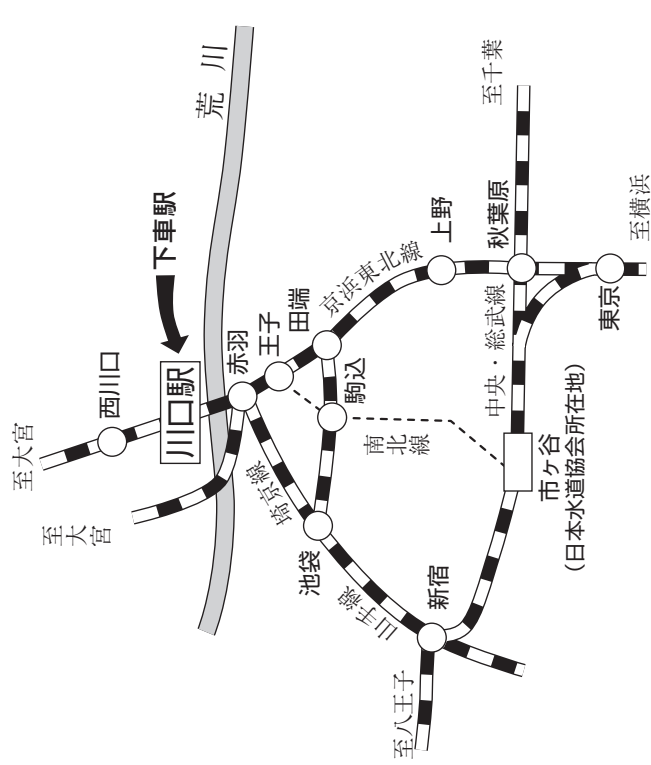 至大宮
西川口
至大宮
川口駅
下車駅
荒川
赤羽
王子
田端
京浜東北線
上野
秋葉原
至千葉
至横浜
東京
中央・総武線
駒込
南北線
埼京線
池袋
山手線
新宿
至八王子
市ヶ谷
(日本水道協会所在地)